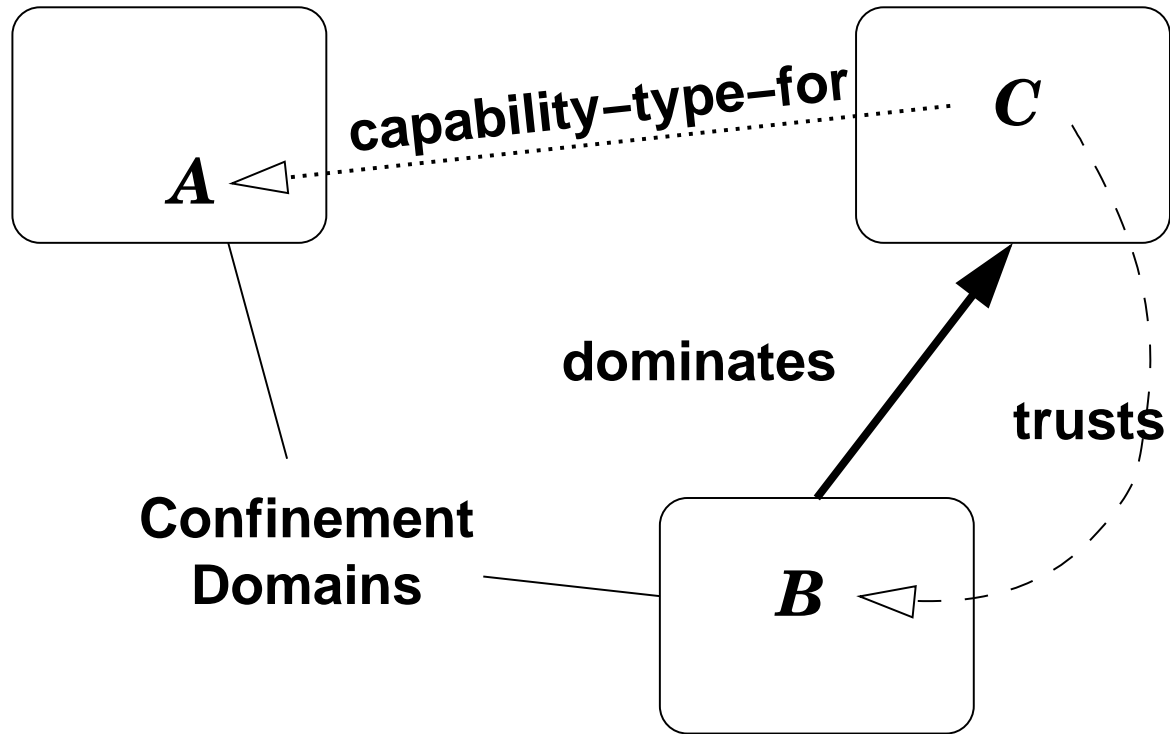 capability–type–for
C
A
dominates
trusts
Confinement
Domains
B